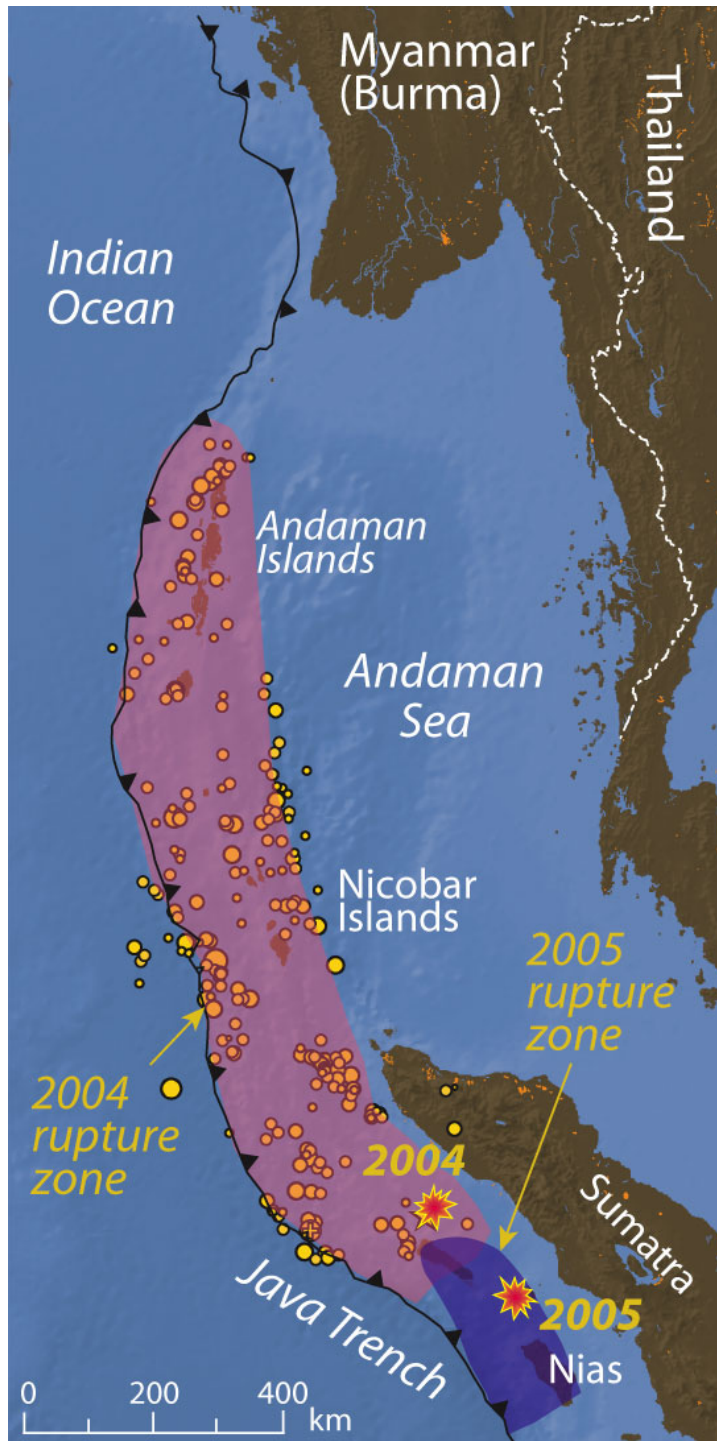 Myanmar
(Burma)
Thailand
Indian
Ocean
Andaman
Islands
Andaman
Sea
Nicobar
Islands
2005
rupture
zone
2004
rupture
zone
2004
Sumatra
Java Trench
2005
Nias
0 200 400
km